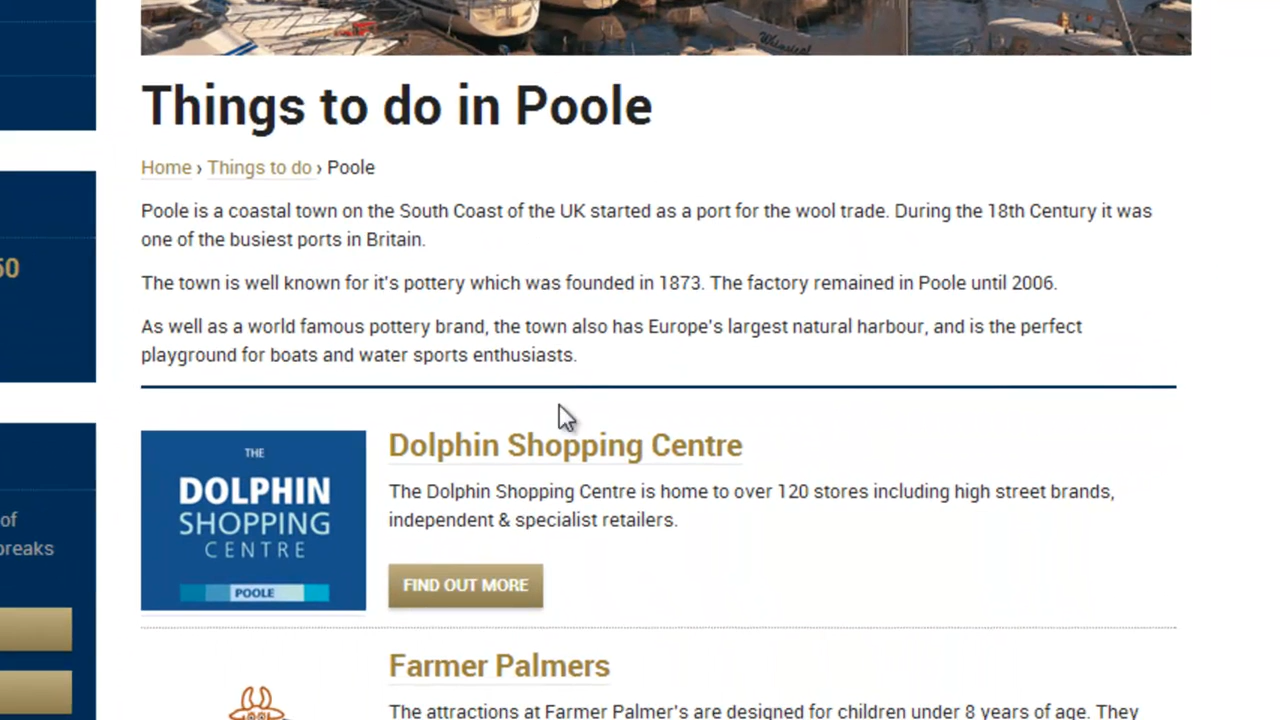 Whimsical
Things to do in Poole
Home › Things to do › Poole
Poole is a coastal town on the South Coast of the UK started as a port for the wool trade. During the 18th Century it was
one of the busiest ports in Britain.
50
The town is well known for it's pottery which was founded in 1873. The factory remained in Poole until 2006.
As well as a world famous pottery brand, the town also has Europe's largest natural harbour, and is the perfect
playground for boats and water sports enthusiasts.
THE
DOLPHIN
SHOPPING
CENTRE
POOLE
Dolphin Shopping Centre
The Dolphin Shopping Centre is home to over 120 stores including high street brands,
independent & specialist retailers.
FIND OUT MORE
of
breaks
Farmer Palmers
The attractions at Farmer Palmer's are designed for children under 8 years of age. They